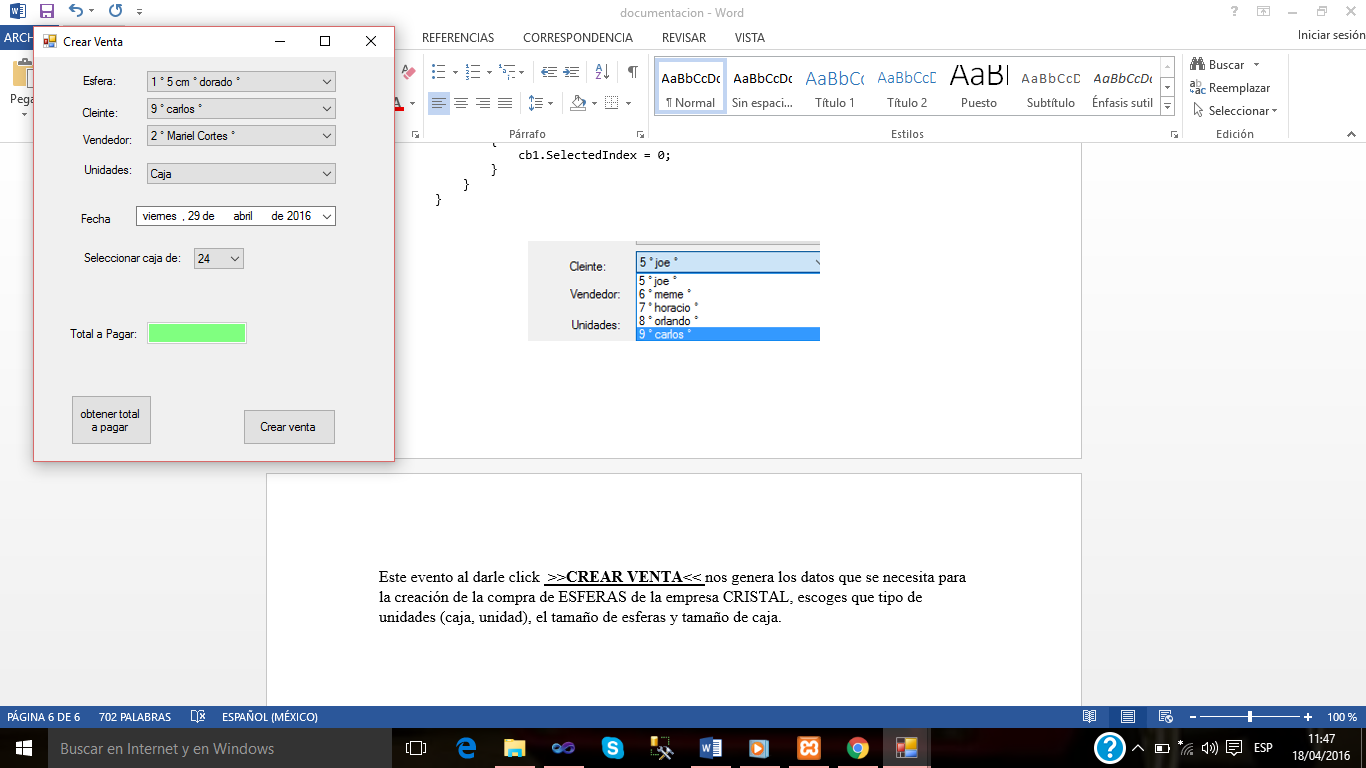 documentacion - Word
ARCH
REFERENCIAS CORRESPONDENCIA REVISAR VISTA
Iniciar sesión
Pega
Párrafo
AaBbCcDc AaBbCcDc AaBbCc AaBbCcD AaBl AaBbCcD AaBbCcDc
¶ Normal Sin espaci... Título 1 Título 2 Puesto Subtítulo Énfasis sutil
Estilos
Buscar
Reemplazar
Seleccionar
Edición
Crear Venta
Esfera: 1 ° 5 cm ° dorado °
Cleinte: 9 ° carlos °
Vendedor: 2 ° Mariel Cortes °
Unidades: Caja
Fecha viernes , 29 de abril de 2016
Seleccionar caja de: 24
Total a Pagar:
obtener total
a pagar
Crear venta
{
cb1.SelectedIndex = 0;
}
}
}
Cleinte: 5 ° joe °
5 ° joe °
Vendedor: 6 ° meme °
7 ° horacio °
Unidades: 8 ° orlando °
9 ° carlos °
Este evento al darle click >>CREAR VENTA<< nos genera los datos que se necesita para
la creación de la compra de ESFERAS de la empresa CRISTAL, escoges que tipo de
unidades (caja, unidad), el tamaño de esferas y tamaño de caja.
PÁGINA 6 DE 6 702 PALABRAS ESPAÑOL (MÉXICO) 100 %
Buscar en Internet y en Windows
ESP
11:47
18/04/2016